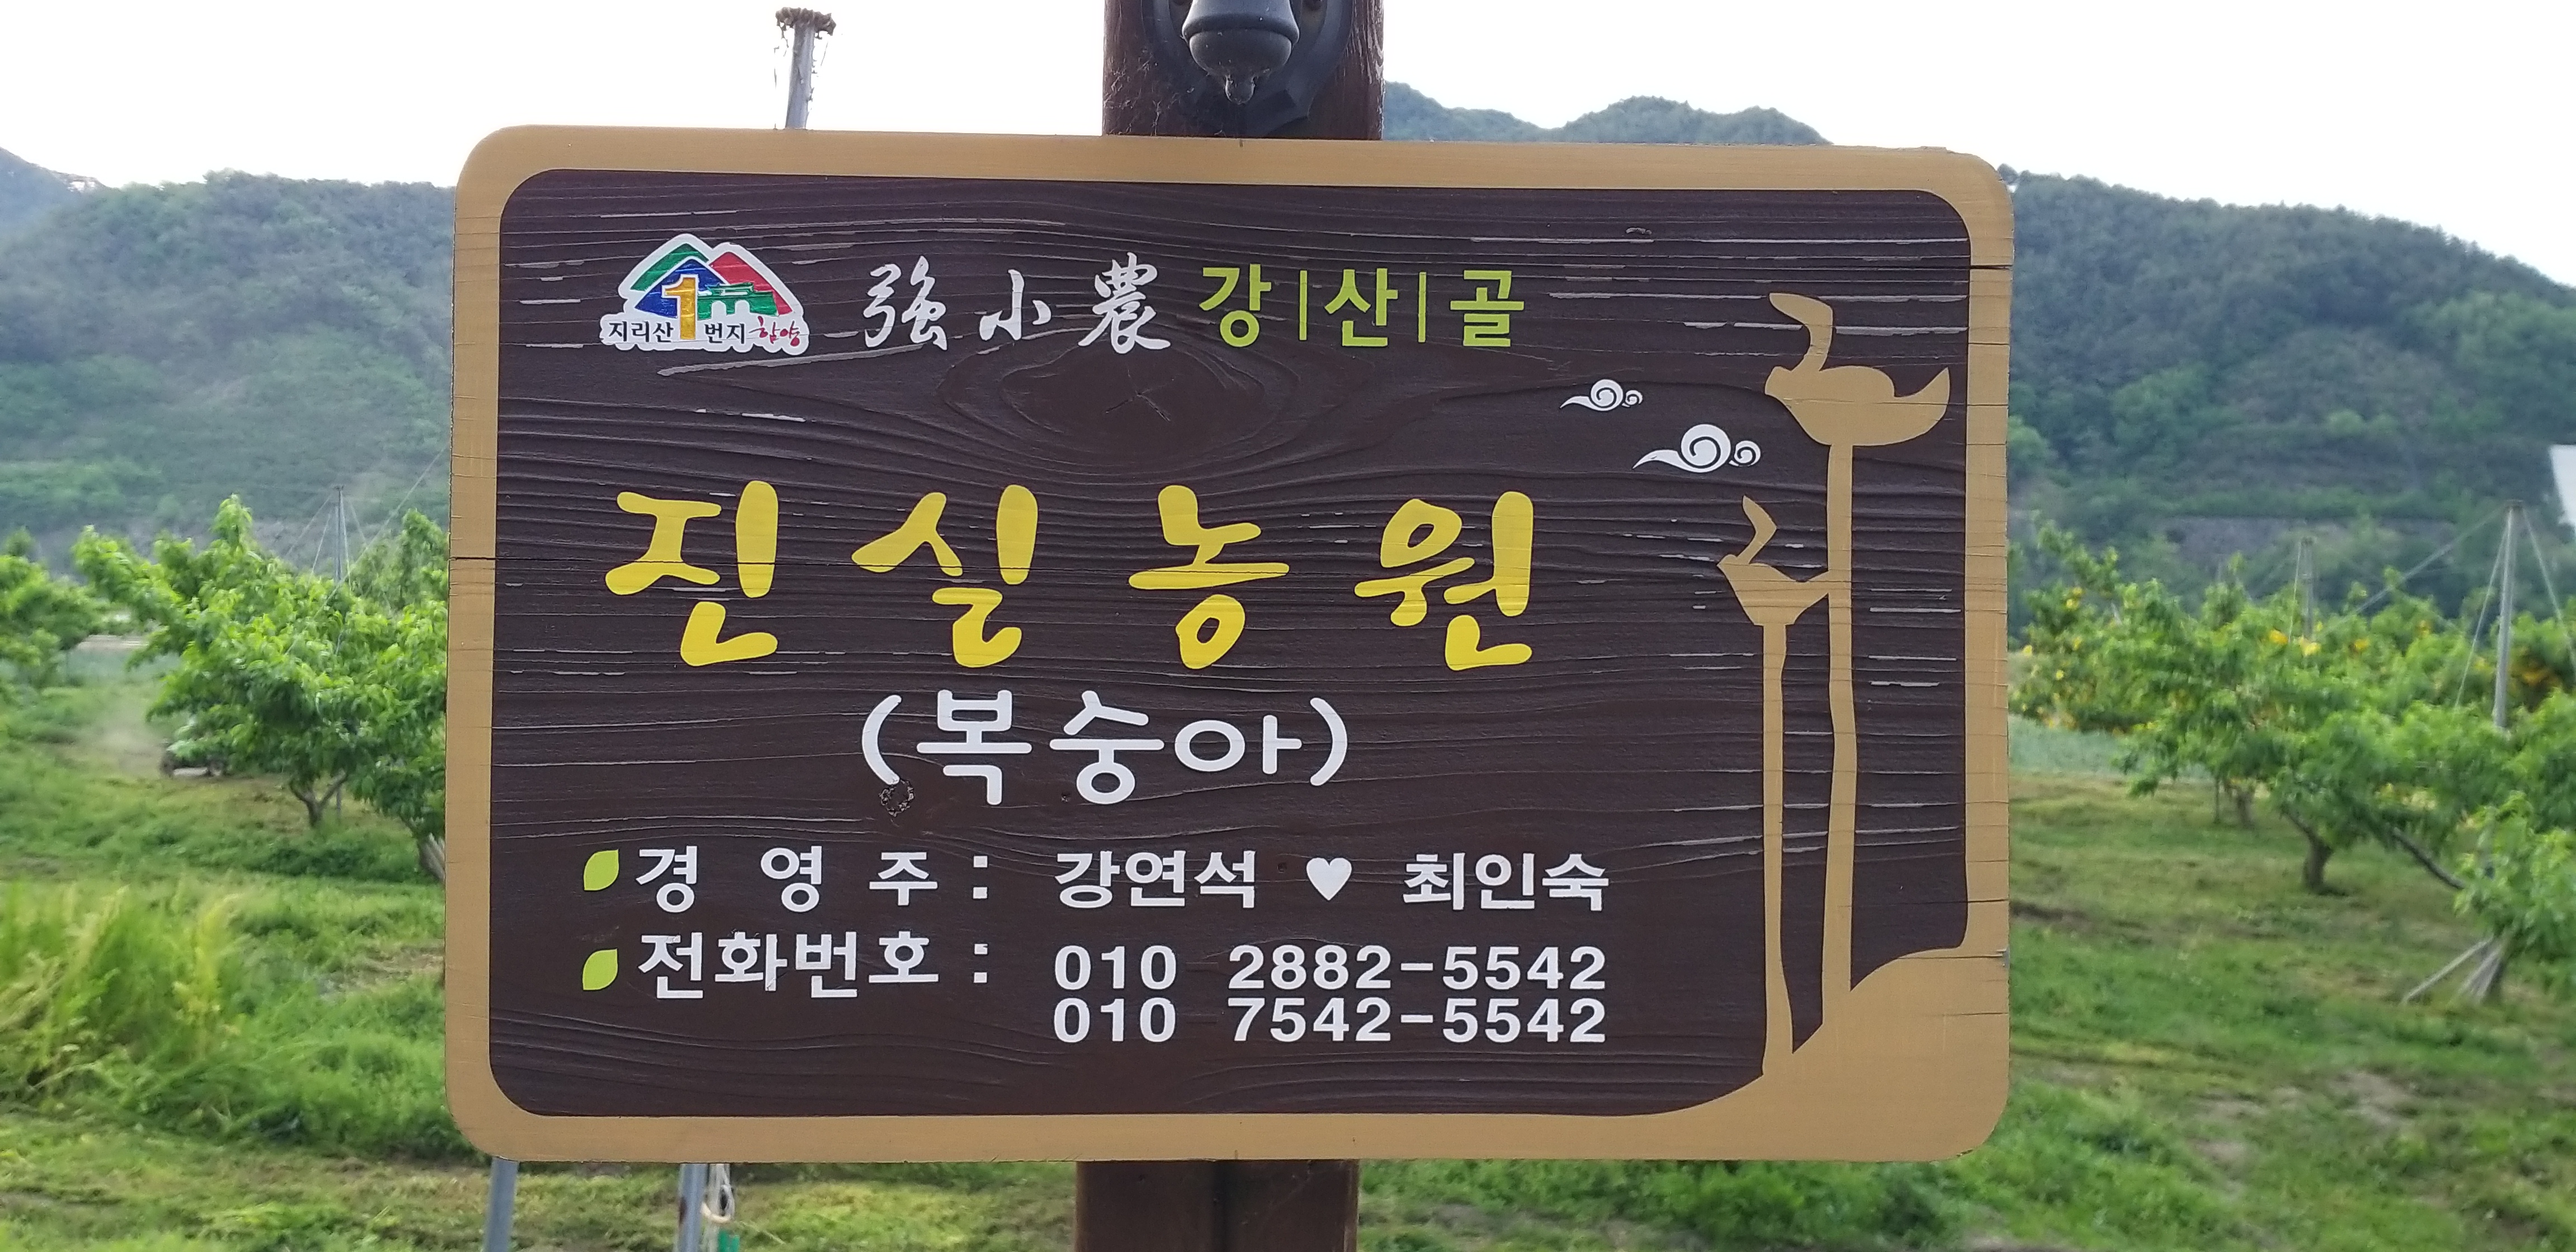 지리산 1번지 함양
強小農 강|산|골
진실농원
(복숭아)
경영주 : 강연석 ♥ 최인숙
전화번호 : 010 2882-5542
010 7542-5542